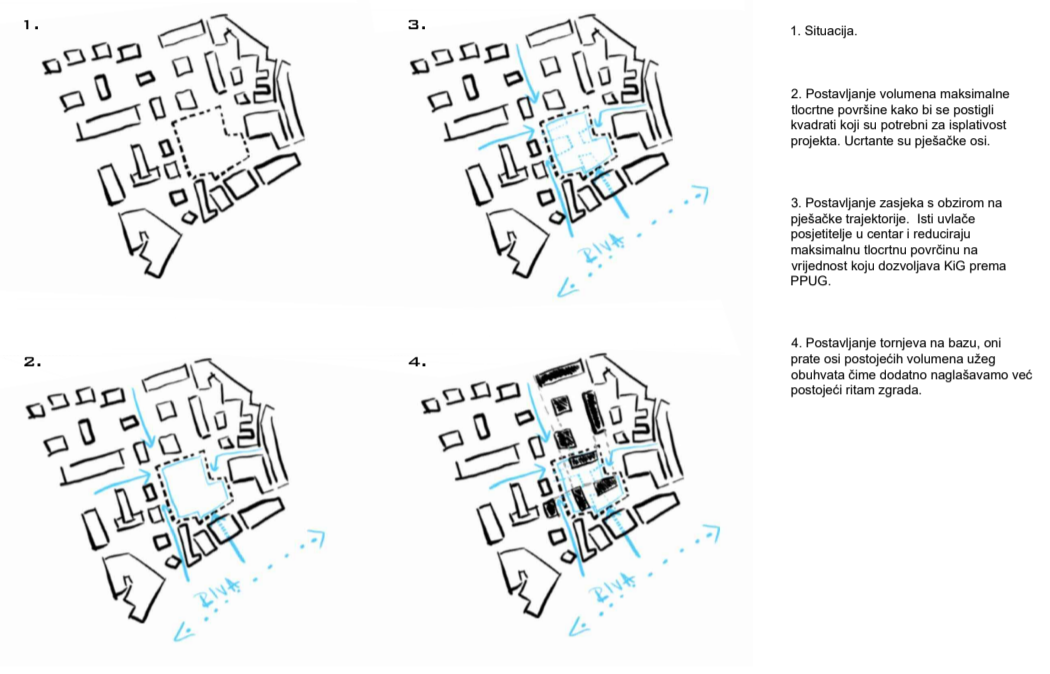 1.
3.
RIVA
2.
RIVA
4.
RIVA
1. Situacija.
2. Postavljanje volumena maksimalne
tlocrtne površine kako bi se postigli
kvadrati koji su potrebni za isplativost
projekta. Ucrtante su pješačke osi.
3. Postavljanje zasjeka s obzirom na
pješačke trajektorije.  Isti uvlače
posjetitelje u centar i reduciraju
maksimalnu tlocrtnu povrčinu na
vrijednost koju dozvoljava KiG prema
PPUG.
4. Postavljanje tornjeva na bazu, oni
prate osi postojećih volumena užeg
obuhvata čime dodatno naglašavamo već
postojeći ritam zgrada.